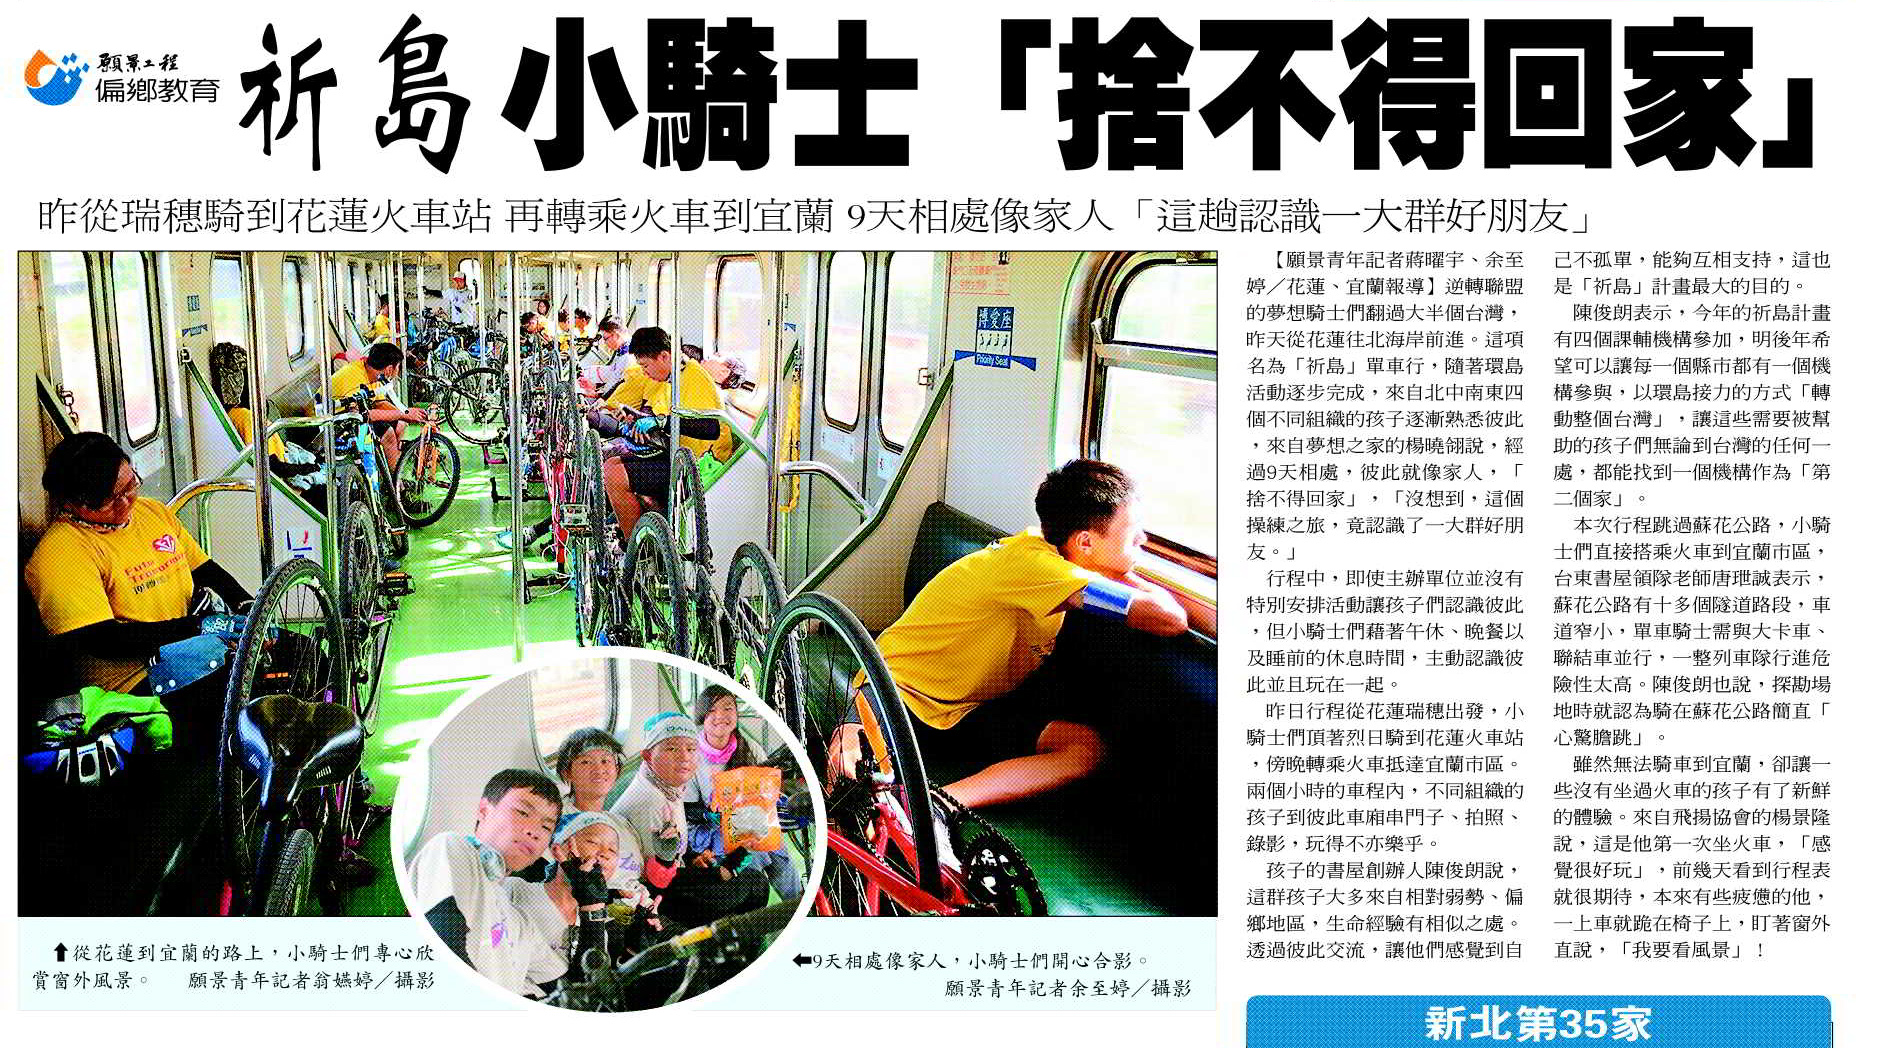 願景工程
偏鄉教育
祈島 小騎士「捨不得回家」
昨從瑞穗騎到花蓮火車站 再轉乘火車到宜蘭 9天相處像家人「這趟認識一大群好朋友」
博愛座
Priority Seat
⬆從花蓮到宜蘭的路上，小騎士們專心欣
賞窗外風景。 願景青年記者翁嬿婷／攝影
⬅9天相處像家人，小騎士們開心合影。
願景青年記者余至婷／攝影
【願景青年記者蔣曜宇、余至
婷／花蓮、宜蘭報導】逆轉聯盟
的夢想騎士們翻過大半個台灣，
昨天從花蓮往北海岸前進。這項
名為「祈島」單車行，隨著環島
活動逐步完成，來自北中南東四
個不同組織的孩子逐漸熟悉彼此
，來自夢想之家的楊曉翎說，經
過9天相處，彼此就像家人，「
捨不得回家」，「沒想到，這個
操練之旅，竟認識了一大群好朋
友。」
行程中，即使主辦單位並沒有
特別安排活動讓孩子們認識彼此
，但小騎士們藉著午休、晚餐以
及睡前的休息時間，主動認識彼
此並且玩在一起。
昨日行程從花蓮瑞穗出發，小
騎士們頂著烈日騎到花蓮火車站
，傍晚轉乘火車抵達宜蘭市區。
兩個小時的車程內，不同組織的
孩子到彼此車廂串門子、拍照、
錄影，玩得不亦樂乎。
孩子的書屋創辦人陳俊朗說，
這群孩子大多來自相對弱勢、偏
鄉地區，生命經驗有相似之處。
透過彼此交流，讓他們感覺到自
己不孤單，能夠互相支持，這也
是「祈島」計畫最大的目的。
陳俊朗表示，今年的祈島計畫
有四個課輔機構參加，明後年希
望可以讓每一個縣市都有一個機
構參與，以環島接力的方式「轉
動整個台灣」，讓這些需要被幫
助的孩子們無論到台灣的任何一
處，都能找到一個機構作為「第
二個家」。
本次行程跳過蘇花公路，小騎
士們直接搭乘火車到宜蘭市區，
台東書屋領隊老師唐玼誠表示，
蘇花公路有十多個隧道路段，車
道窄小，單車騎士需與大卡車、
聯結車並行，一整列車隊行進危
險性太高。陳俊朗也說，探勘場
地時就認為騎在蘇花公路簡直「
心驚膽跳」。
雖然無法騎車到宜蘭，卻讓一
些沒有坐過火車的孩子有了新鮮
的體驗。來自飛揚協會的楊景隆
說，這是他第一次坐火車，「感
覺很好玩」，前幾天看到行程表
就很期待，本來有些疲憊的他，
一上車就跪在椅子上，盯著窗外
直說，「我要看風景」！
新北第35家